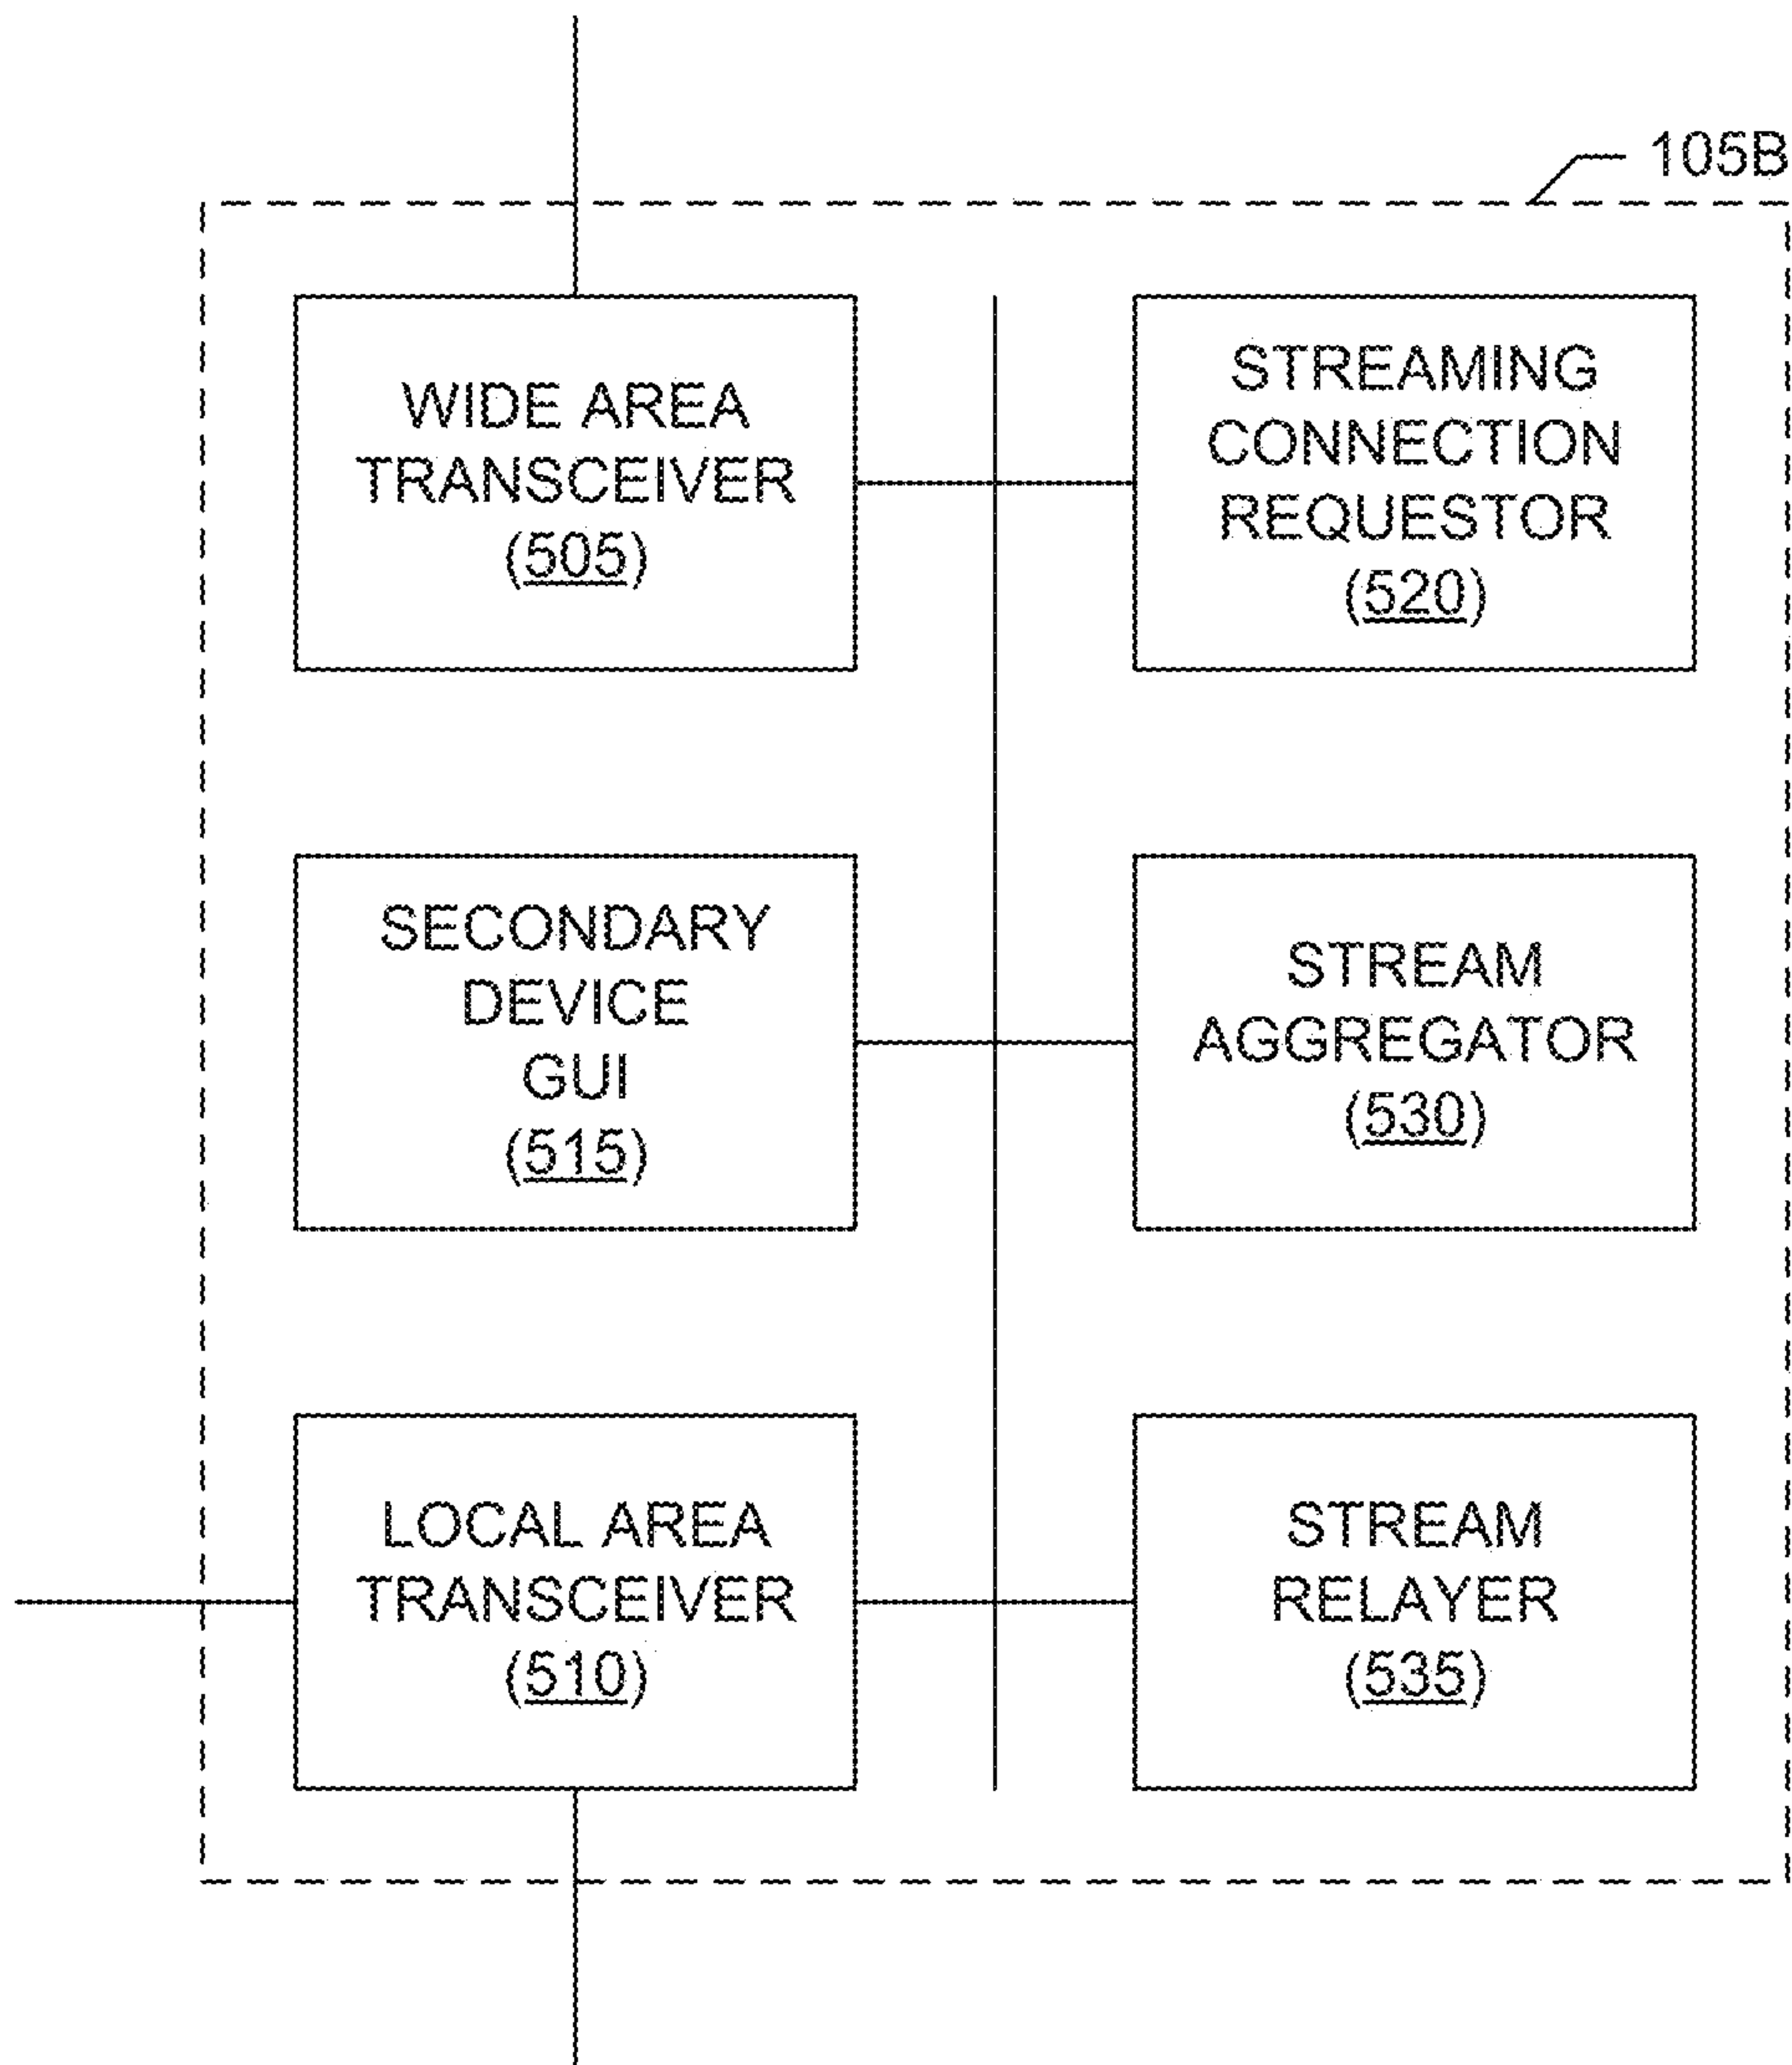 105B
WIDE AREA
TRANSCEIVER
(505)
STREAMING
CONNECTION
REQUESTOR
(520)
SECONDARY
DEVICE
GUI
(515)
STREAM
AGGREGATOR
(530)
LOCAL AREA
TRANSCEIVER
(510)
STREAM
RELAYER
(535)